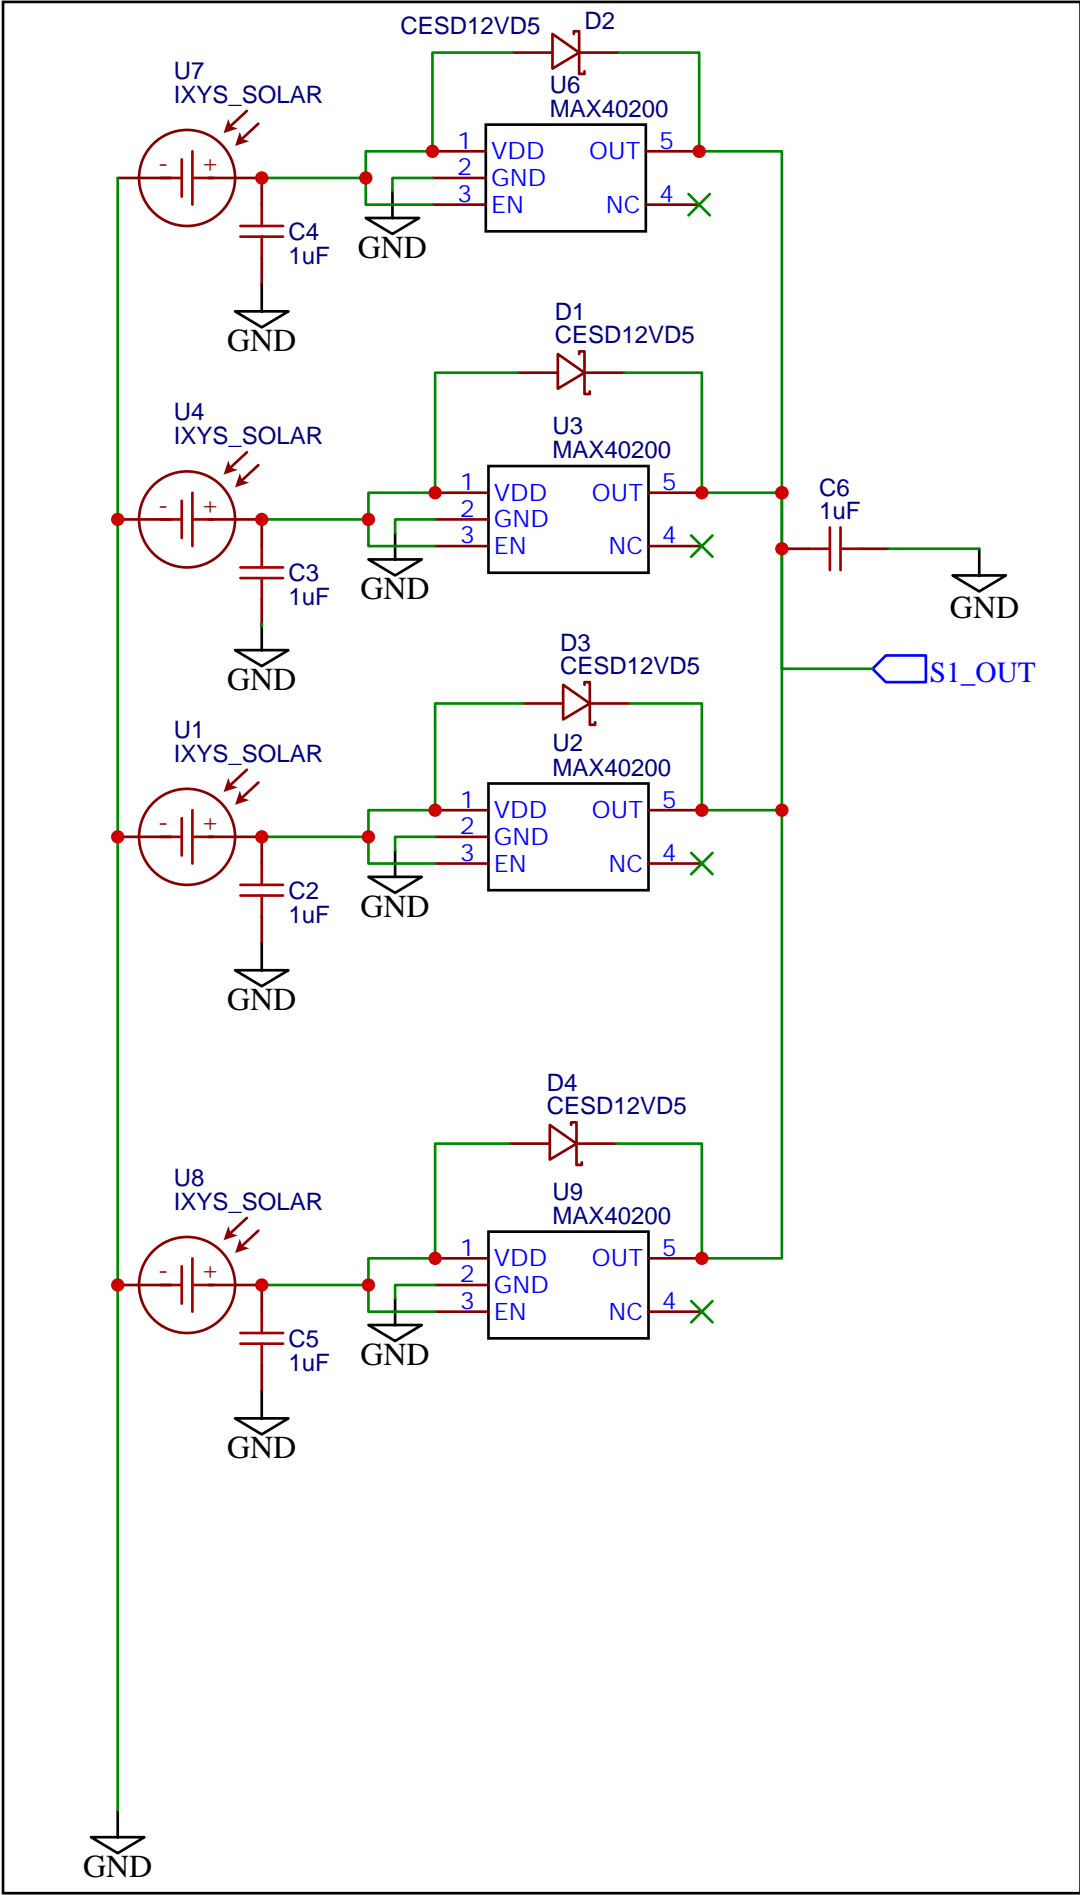 CESD12VD5
D2
U7
IXYS_SOLAR
U6
MAX40200
- +
1 VDD OUT 5
2 GND
3 EN NC 4
C4
1uF
GND
GND
D1
CESD12VD5
U4
IXYS_SOLAR
U3
MAX40200
- +
1 VDD OUT 5
2 GND
3 EN NC 4
C6
1uF
C3
1uF
GND
GND
GND
D3
CESD12VD5
S1_OUT
U1
IXYS_SOLAR
U2
MAX40200
- +
1 VDD OUT 5
2 GND
3 EN NC 4
C2
1uF
GND
GND
D4
CESD12VD5
U8
IXYS_SOLAR
U9
MAX40200
- +
1 VDD OUT 5
2 GND
3 EN NC 4
C5
1uF
GND
GND
GND